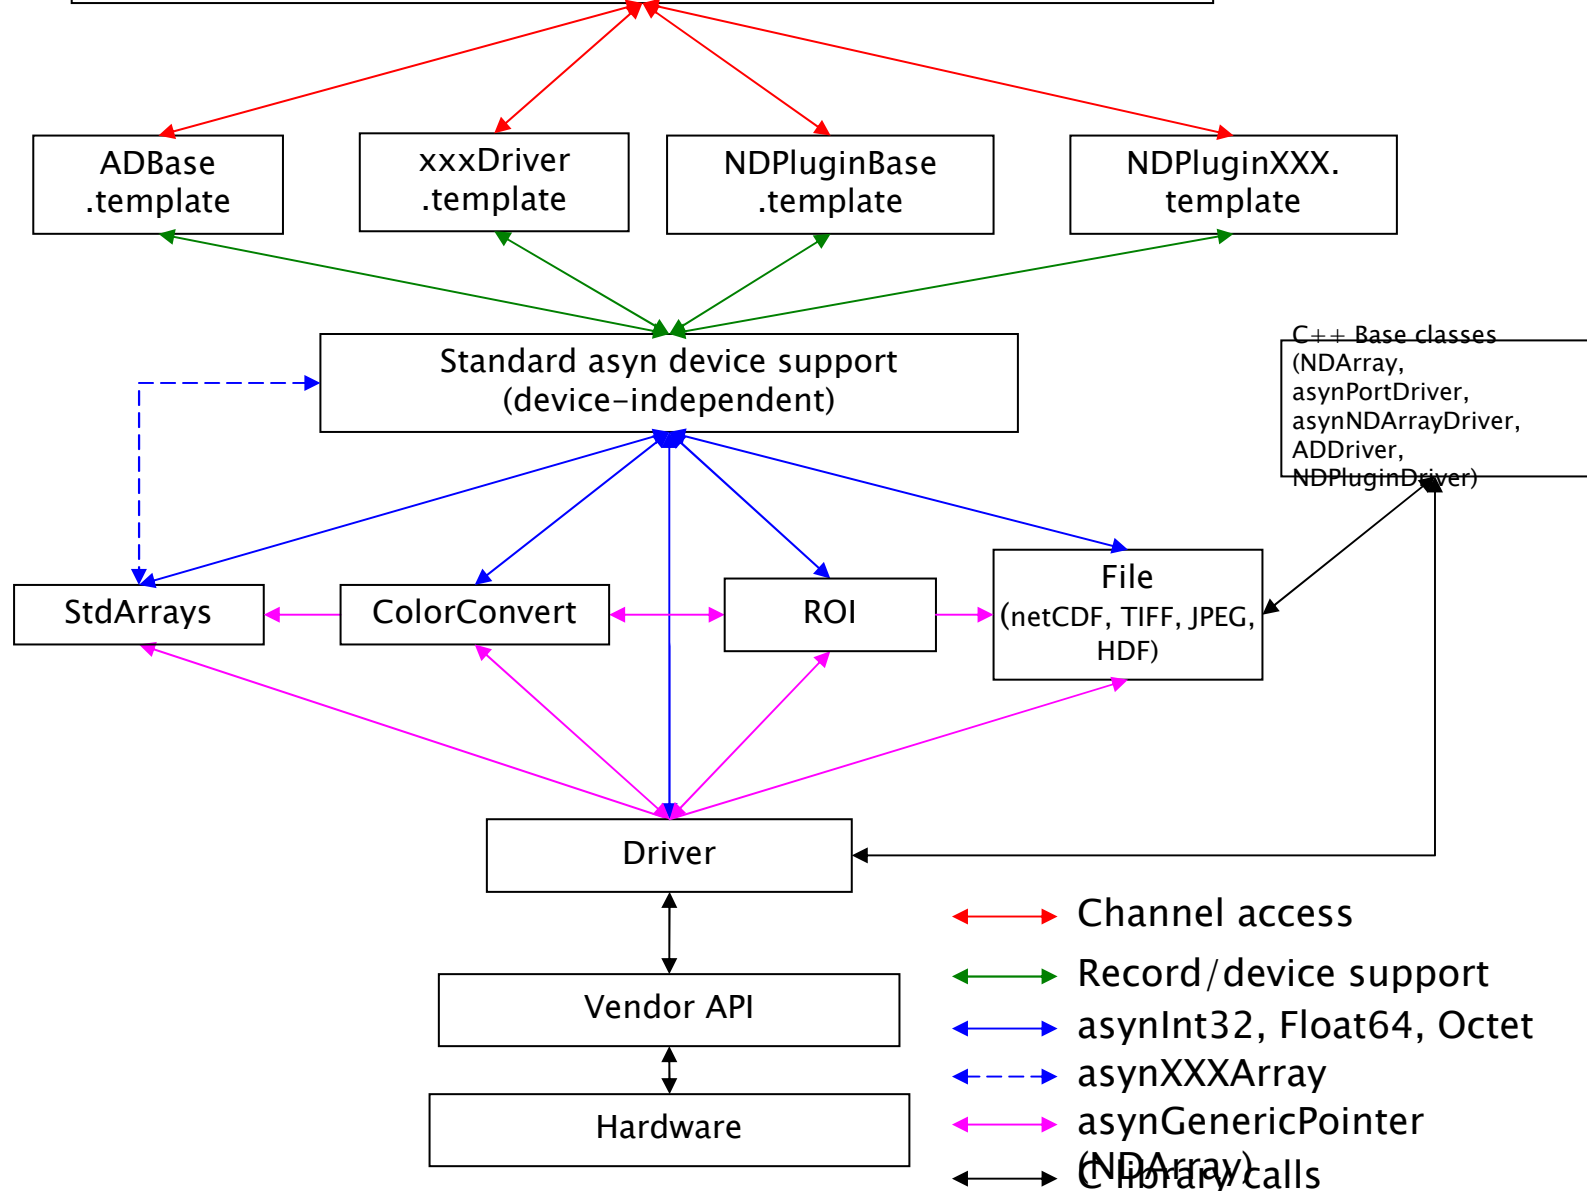 ADBase
.template
xxxDriver
.template
NDPluginBase
.template
NDPluginXXX.
template
Standard asyn device support
(device-independent)
C++ Base classes
(NDArray,
asynPortDriver,
asynNDArrayDriver,
ADDriver,
NDPluginDriver)
StdArrays
ColorConvert
ROI
File
(netCDF, TIFF, JPEG,
HDF)
Driver
Vendor API
Hardware
Channel access
Record/device support
asynInt32, Float64, Octet
asynXXXArray
asynGenericPointer
(NDArray)
C library calls